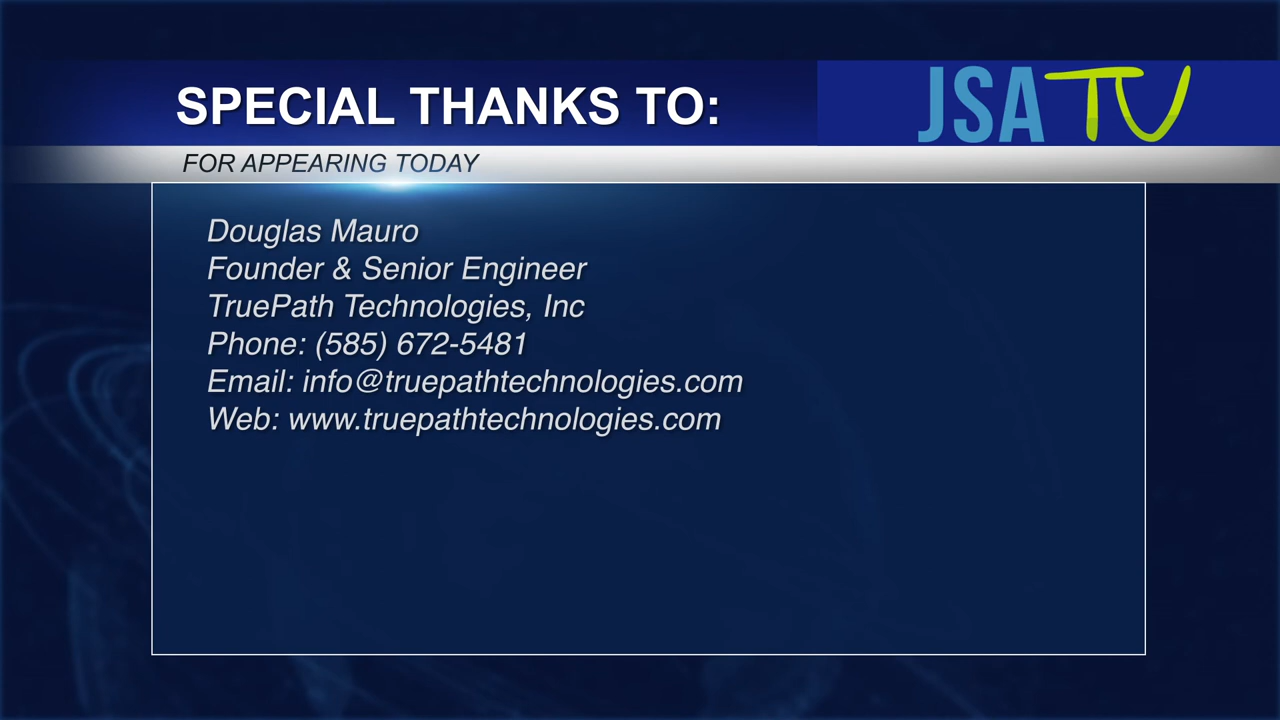 SPECIAL THANKS TO:
JSA TV
FOR APPEARING TODAY
Douglas Mauro
Founder & Senior Engineer
TruePath Technologies, Inc
Phone: (585) 672-5481
Email: info@truepathtechnologies.com
Web: www.truepathtechnologies.com